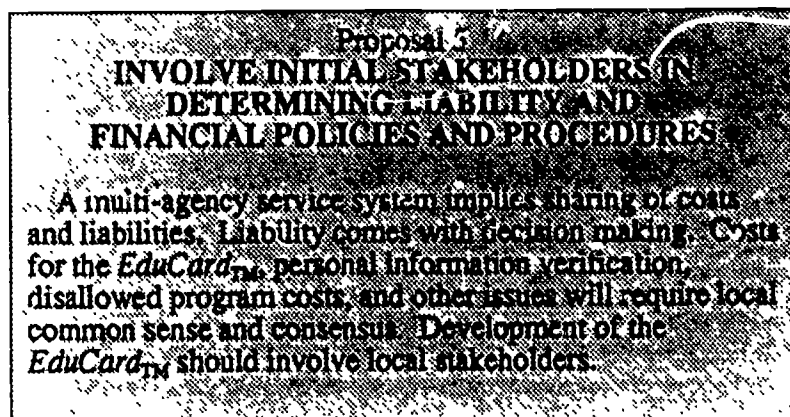 Proposal 5
INVOLVE INITIAL STAKEHOLDERS IN
DETERMINING LIABILITY AND
FINANCIAL POLICIES AND PROCEDURES
A multi-agency service system implies sharing of costs
and liabilities. Liability comes with decision making. Costs
for the EduCardTM, personal information verification,
disallowed program costs, and other issues will require local
common sense and consensus. Development of the
EduCardTM should involve local stakeholders.